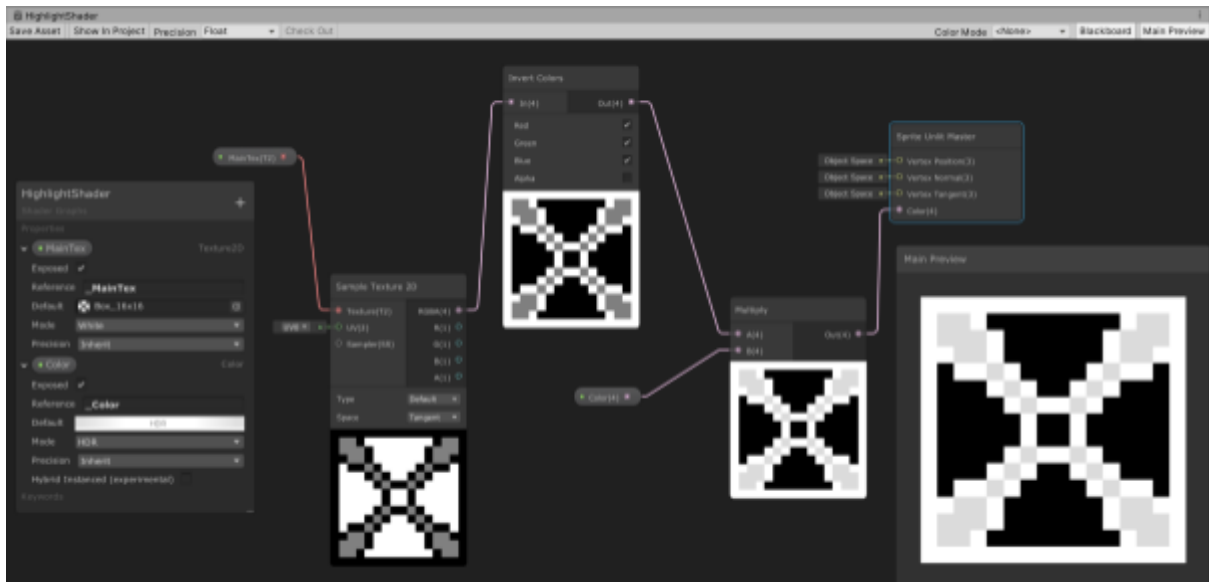 HighlightShader
Save Asset Show In Project Precision Float Check Out Color Mode <None> Blackboard Main Preview
Invert Colors
In(4) Out(4)
Red
Green
Blue
Alpha
MainTex(T2)
Sprite Unlit Master
Object Space Vertex Position(3)
Object Space Vertex Normal(3)
Object Space Vertex Tangent(3)
Color(4)
HighlightShader
Shader Graphs
Properties
MainTex Texture2D
Exposed
Reference _MainTex
Default Box_16x16
Mode White
Precision Inherit
Color Color
Exposed
Reference _Color
Default HDR
Mode HDR
Precision Inherit
Hybrid Instanced (experimental)
Keywords
Sample Texture 2D
Texture(T2) RGBA(4)
UV0 UV(2) R(1)
Sampler(SS) G(1)
B(1)
A(1)
Type Default
Space Tangent
Multiply
A(4) Out(4)
B(4)
Color(4)
Main Preview